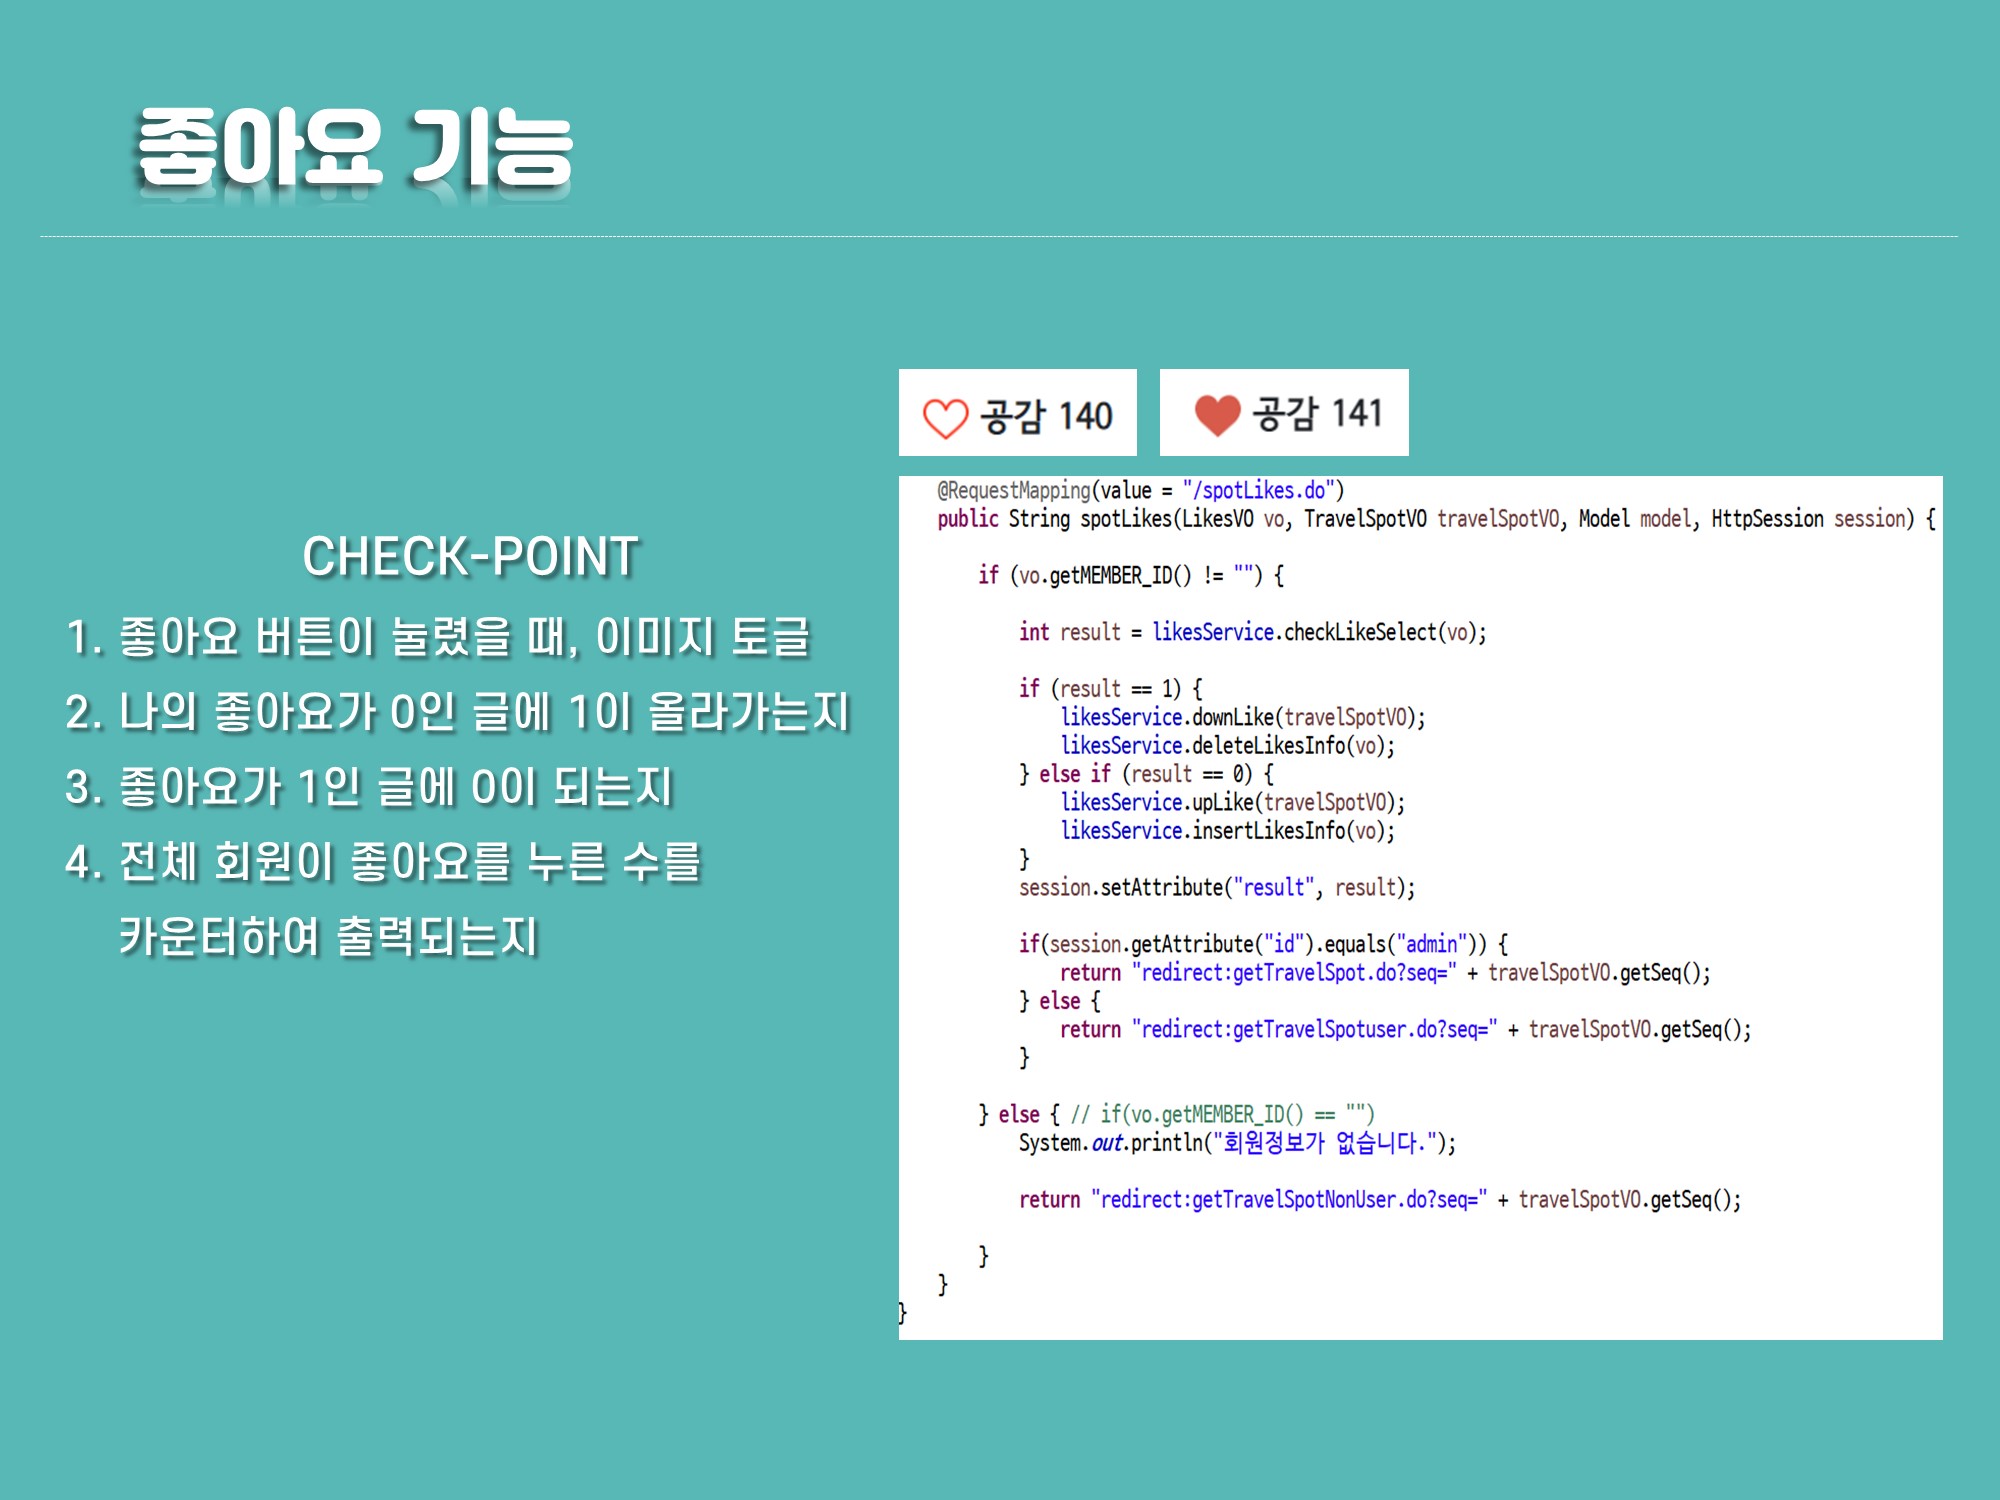 좋아요 기능
CHECK-POINT
1. 좋아요 버튼이 눌렸을 때, 이미지 토글
2. 나의 좋아요가 0인 글에 1이 올라가는지
3. 좋아요가 1인 글에 0이 되는지
4. 전체 회원이 좋아요를 누른 수를
카운터하여 출력되는지
공감 140
공감 141
@RequestMapping(value = "/spotLikes.do")
public String spotLikes(LikesVO vo, TravelSpotVO travelSpotVO, Model model, HttpSession session) {
if (vo.getMEMBER_ID() != "") {
int result = likesService.checkLikeSelect(vo);
if (result == 1) {
likesService.downLike(travelSpotVO);
likesService.deleteLikesInfo(vo);
} else if (result == 0) {
likesService.upLike(travelSpotVO);
likesService.insertLikesInfo(vo);
}
session.setAttribute("result", result);
if(session.getAttribute("id").equals("admin")) {
return "redirect:getTravelSpot.do?seq=" + travelSpotVO.getSeq();
} else {
return "redirect:getTravelSpotuser.do?seq=" + travelSpotVO.getSeq();
}
} else { // if(vo.getMEMBER_ID() == "")
System.out.println("회원정보가 없습니다.");
return "redirect:getTravelSpotNonUser.do?seq=" + travelSpotVO.getSeq();
}
}
}